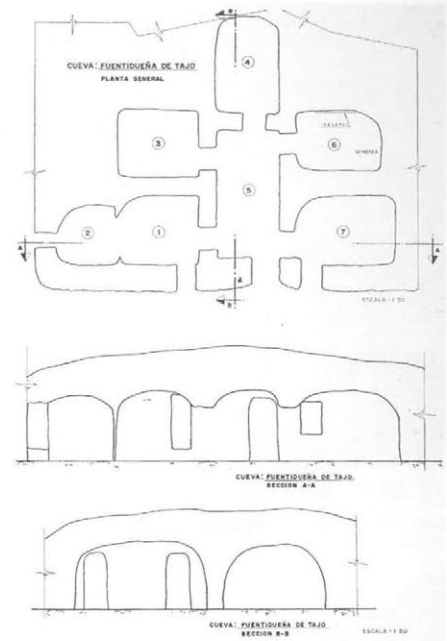 B
CUEVA: FUENTIDUEÑA DE TAJO
PLANTA GENERAL
4
3
6
5
2
1
7
A
A
B
ESCALA-1:50
CUEVA: FUENTIDUEÑA DE TAJO.
SECCION A-A
CUEVA: FUENTIDUEÑA DE TAJO
SECCION B-B
ESCALA-1:50